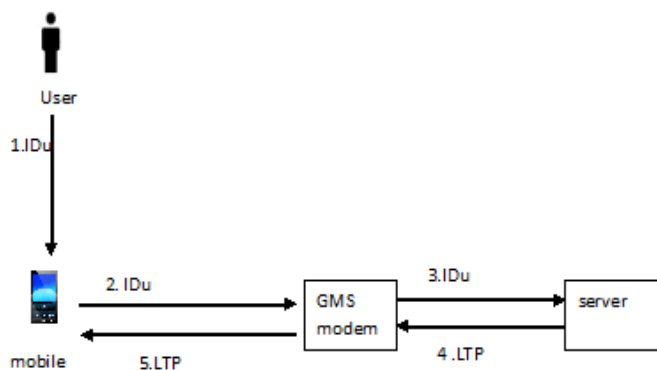 User
1.IDu
2. IDu
3.IDu
GMS
modem
server
4 .LTP
5.LTP
mobile